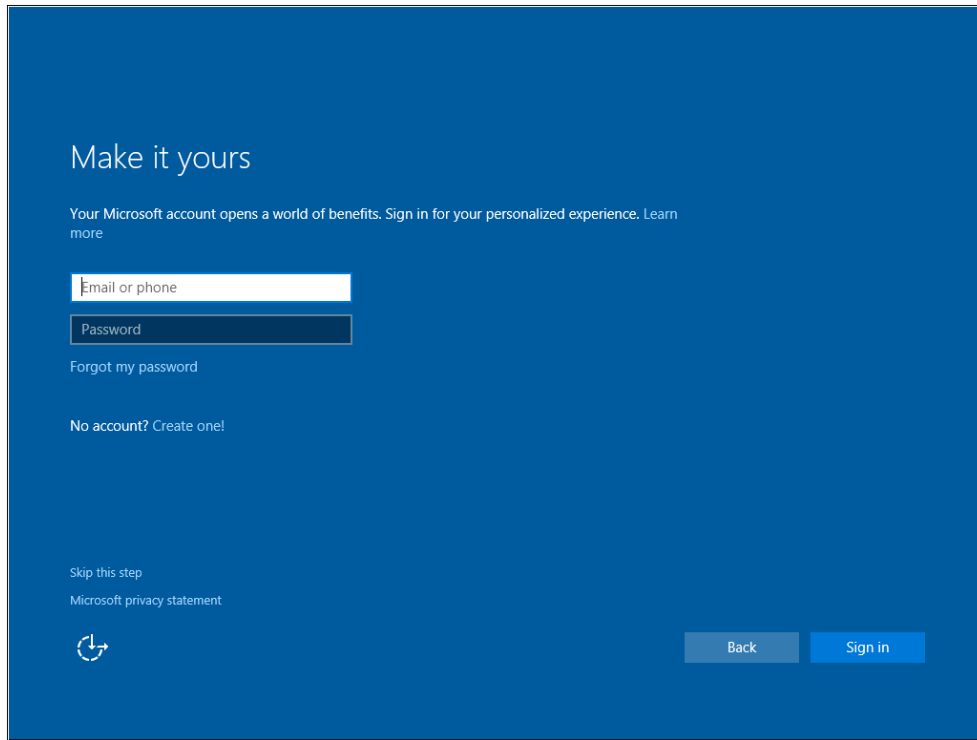 Make it yours
Your Microsoft account opens a world of benefits. Sign in for your personalized experience. Learn
more
Email or phone
Password
Forgot my password
No account? Create one!
Skip this step
Microsoft privacy statement
Back
Sign in